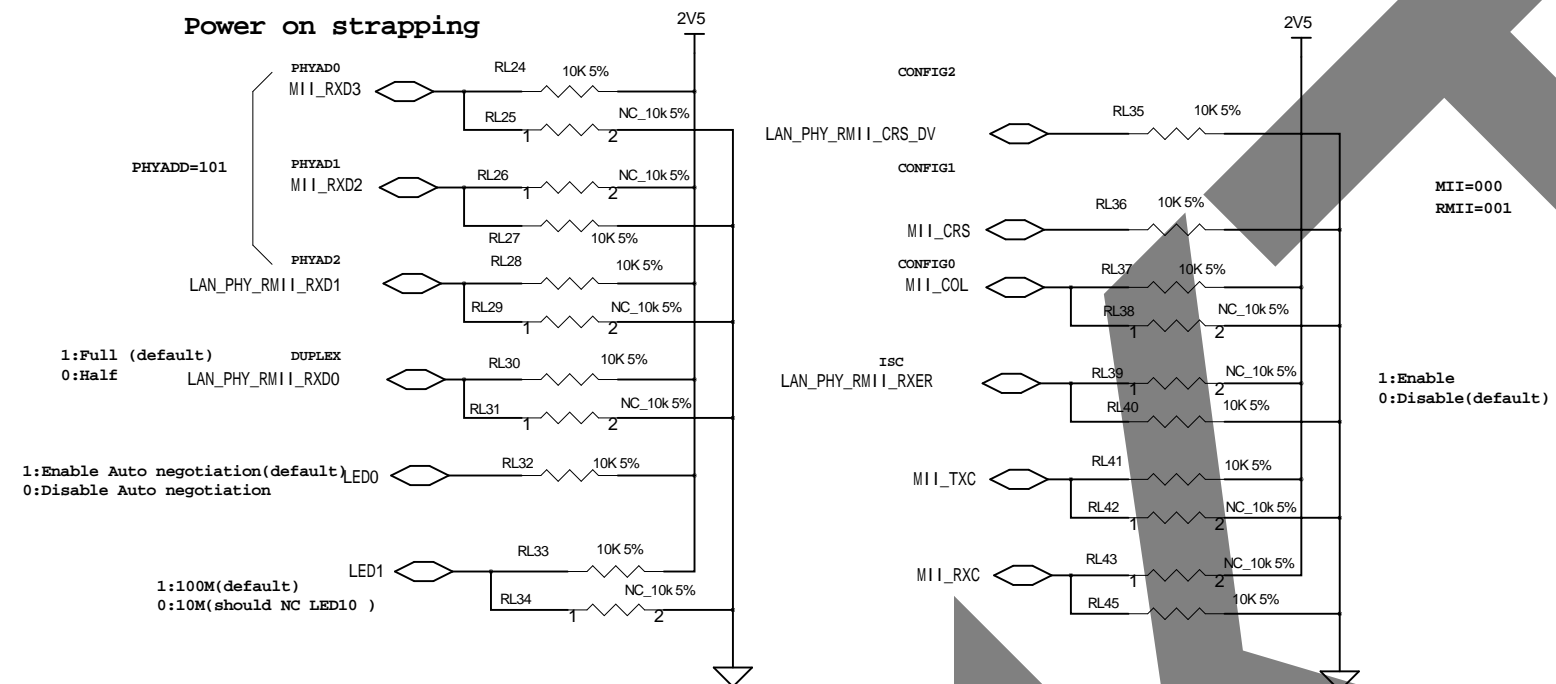 Power on strapping
2V5
PHYAD0
MII_RXD3
RL24
10K 5%
RL25
NC_10k 5%
1
2
PHYADD=101
PHYAD1
MII_RXD2
RL26
NC_10k 5%
1
2
RL27
10K 5%
PHYAD2
LAN_PHY_RMII_RXD1
RL28
10K 5%
RL29
NC_10k 5%
1
2
1:Full (default)
0:Half
DUPLEX
LAN_PHY_RMII_RXD0
RL30
10K 5%
RL31
NC_10k 5%
1
2
1:Enable Auto negotiation(default)
0:Disable Auto negotiation
LED0
RL32
10K 5%
LED1
RL33
10K 5%
1:100M(default)
0:10M(should NC LED10 )
RL34
NC_10k 5%
1
2
2V5
CONFIG2
LAN_PHY_RMII_CRS_DV
RL35
10K 5%
CONFIG1
MII_CRS
RL36
10K 5%
MII=000
RMII=001
CONFIG0
MII_COL
RL37
10K 5%
RL38
NC_10k 5%
1
2
ISC
LAN_PHY_RMII_RXER
RL39
NC_10k 5%
1
2
RL40
10K 5%
1:Enable
0:Disable(default)
MII_TXC
RL41
10K 5%
RL42
NC_10k 5%
1
2
MII_RXC
RL43
NC_10k 5%
1
2
RL45
10K 5%